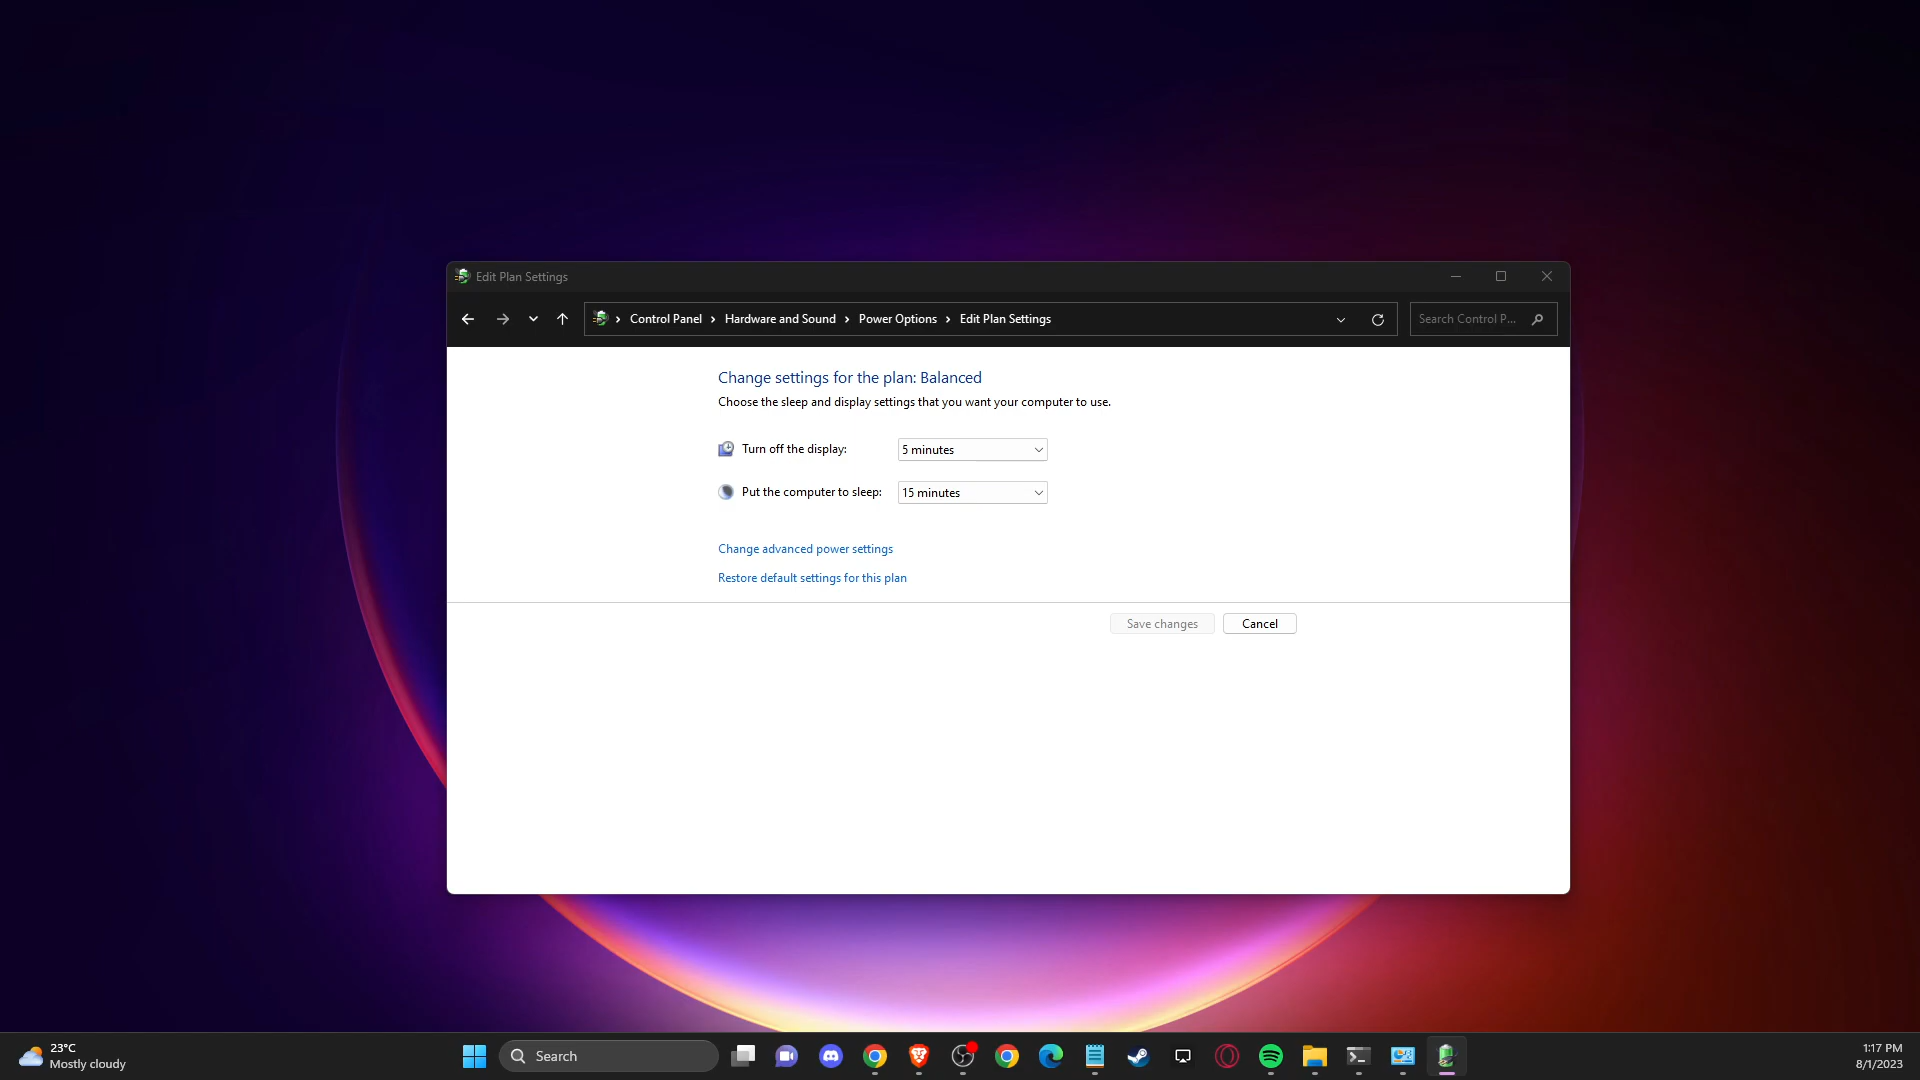 Edit Plan Settings
Control Panel > Hardware and Sound > Power Options > Edit Plan Settings
Search Control P...
Change settings for the plan: Balanced
Choose the sleep and display settings that you want your computer to use.
Turn off the display: 5 minutes
Put the computer to sleep: 15 minutes
Change advanced power settings
Restore default settings for this plan
Save changes Cancel
23°C
Mostly cloudy
Search
1:17 PM
8/1/2023